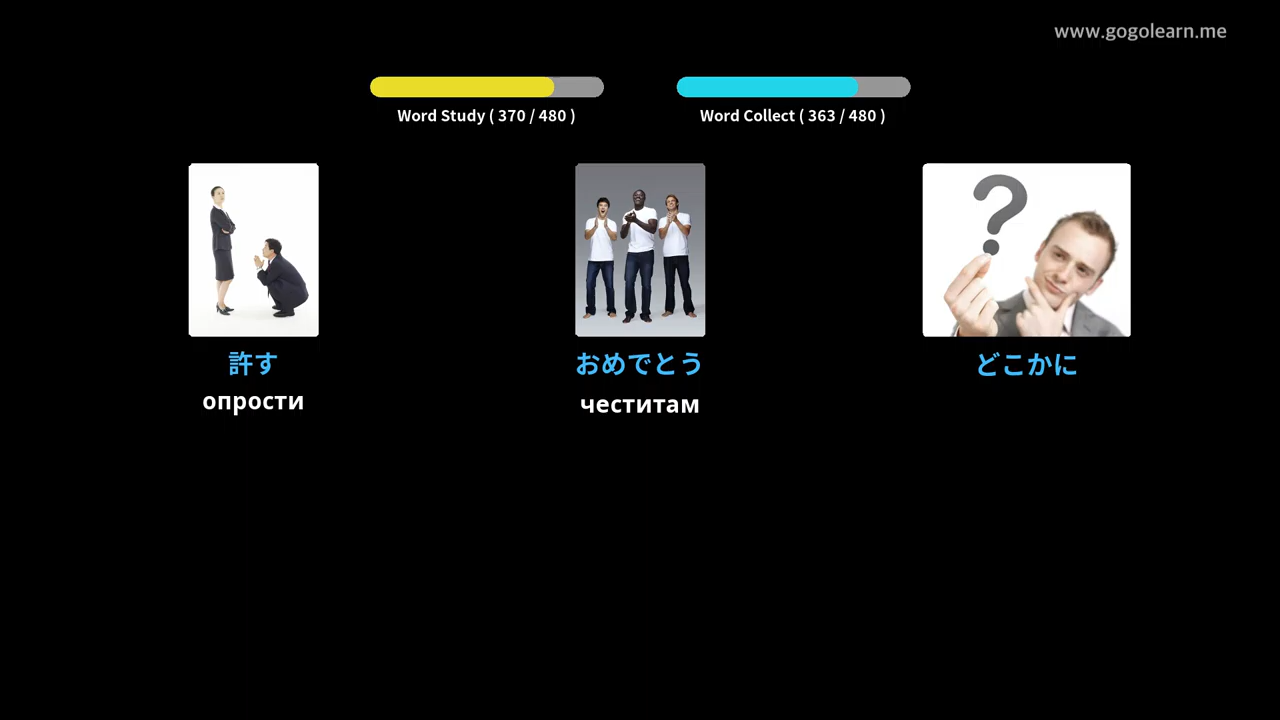 www.gogolearn.me
Word Study ( 370 / 480 )
Word Collect ( 363 / 480 )
許す
опрости
おめでとう
честитам
どこかに